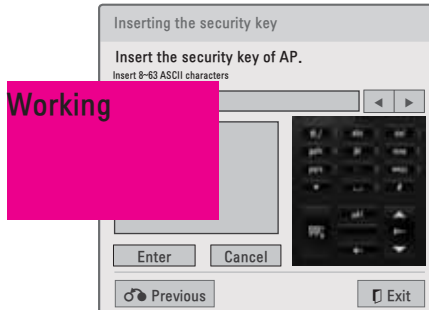 Inserting the security key
Insert the security key of AP.
Insert 8~63 ASCII characters
Working
Enter Cancel
Previous Exit